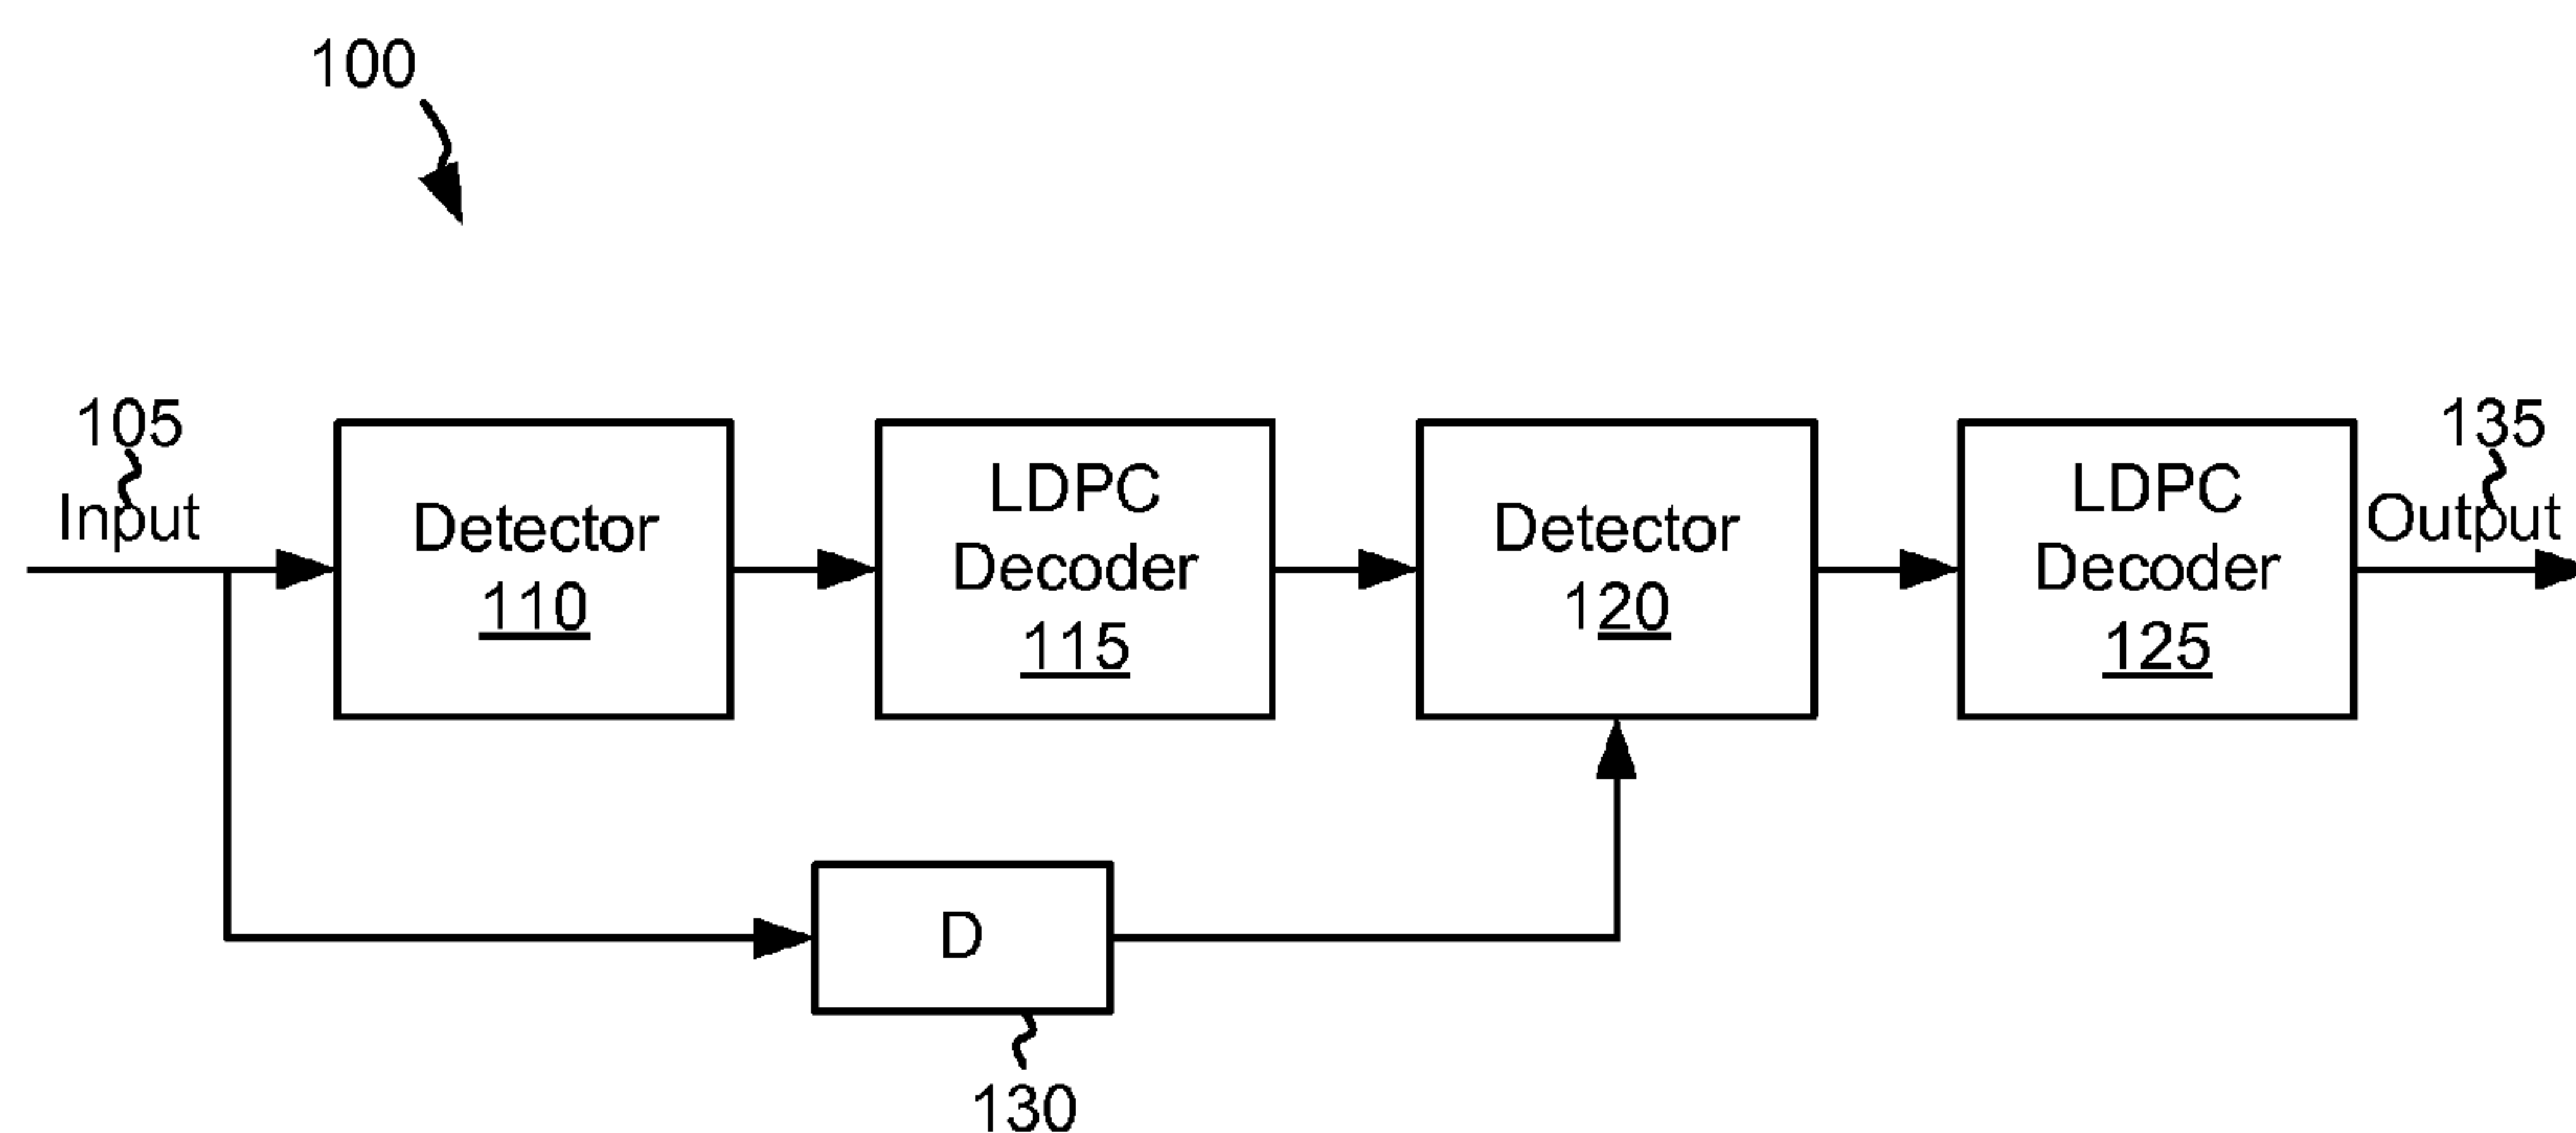 100
105
Input
Detector
110
LDPC
Decoder
115
Detector
120
LDPC
Decoder
125
135
Output
D
130